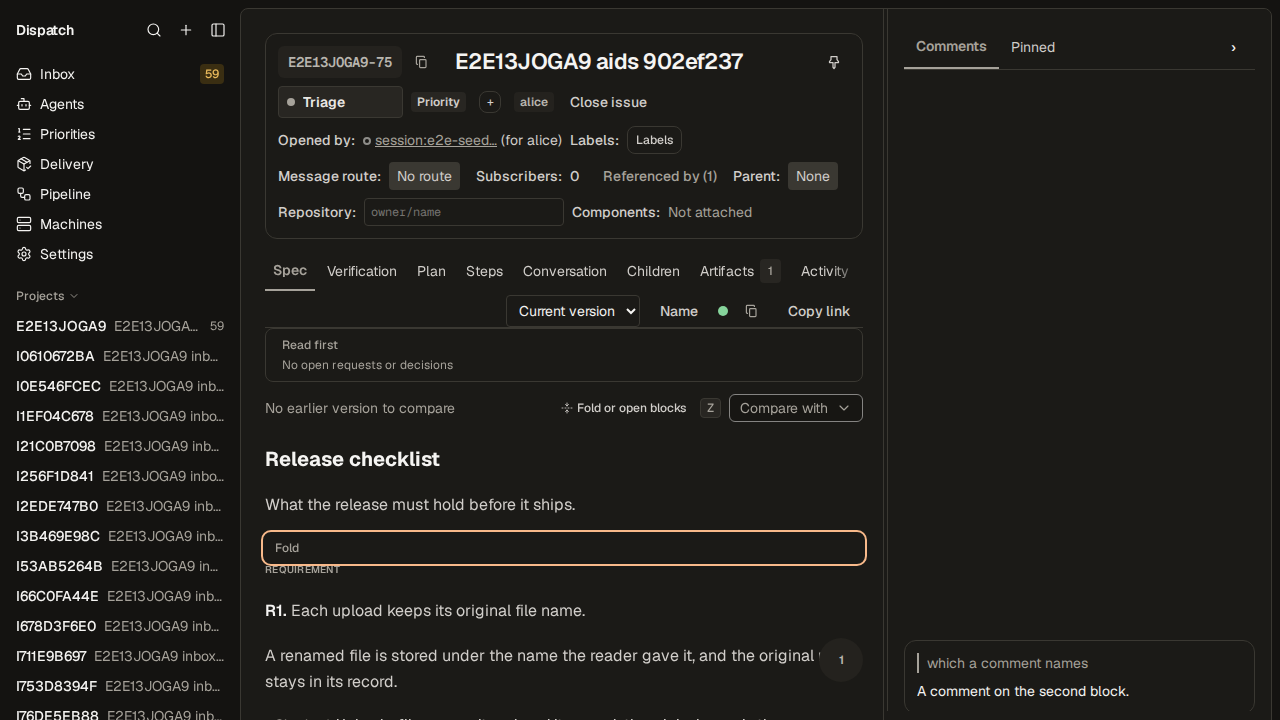 Dispatch
Inbox 59
Agents
Priorities
Delivery
Pipeline
Machines
Settings
Projects
E2E13JOGA9 E2E13JOGA... 59
I0610672BA E2E13JOGA9 inb...
I0E546FCEC E2E13JOGA9 inb...
I1EF04C678 E2E13JOGA9 inbo...
I21C0B7098 E2E13JOGA9 inb...
I256F1D841 E2E13JOGA9 inbo...
I2EDE747B0 E2E13JOGA9 inb...
I3B469E98C E2E13JOGA9 inb...
I53AB5264B E2E13JOGA9 in...
I66C0FA44E E2E13JOGA9 inb...
I678D3F6E0 E2E13JOGA9 inb...
I711E9B697 E2E13JOGA9 inbox...
I753D8394F E2E13JOGA9 inb...
I76DE5EB88 E2E13JOGA9 inb...
E2E13JOGA9-75 E2E13JOGA9 aids 902ef237
Triage Priority + alice Close issue
Opened by: session:e2e-seed... (for alice) Labels: Labels
Message route: No route Subscribers: 0 Referenced by (1) Parent: None
Repository: owner/name Components: Not attached
Spec Verification Plan Steps Conversation Children Artifacts 1 Activity
Current version Name Copy link
Read first
No open requests or decisions
No earlier version to compare Fold or open blocks Z Compare with
Release checklist
What the release must hold before it ships.
Fold
REQUIREMENT
R1. Each upload keeps its original file name.
A renamed file is stored under the name the reader gave it, and the original
stays in its record.
1
Comments Pinned
which a comment names
A comment on the second block.